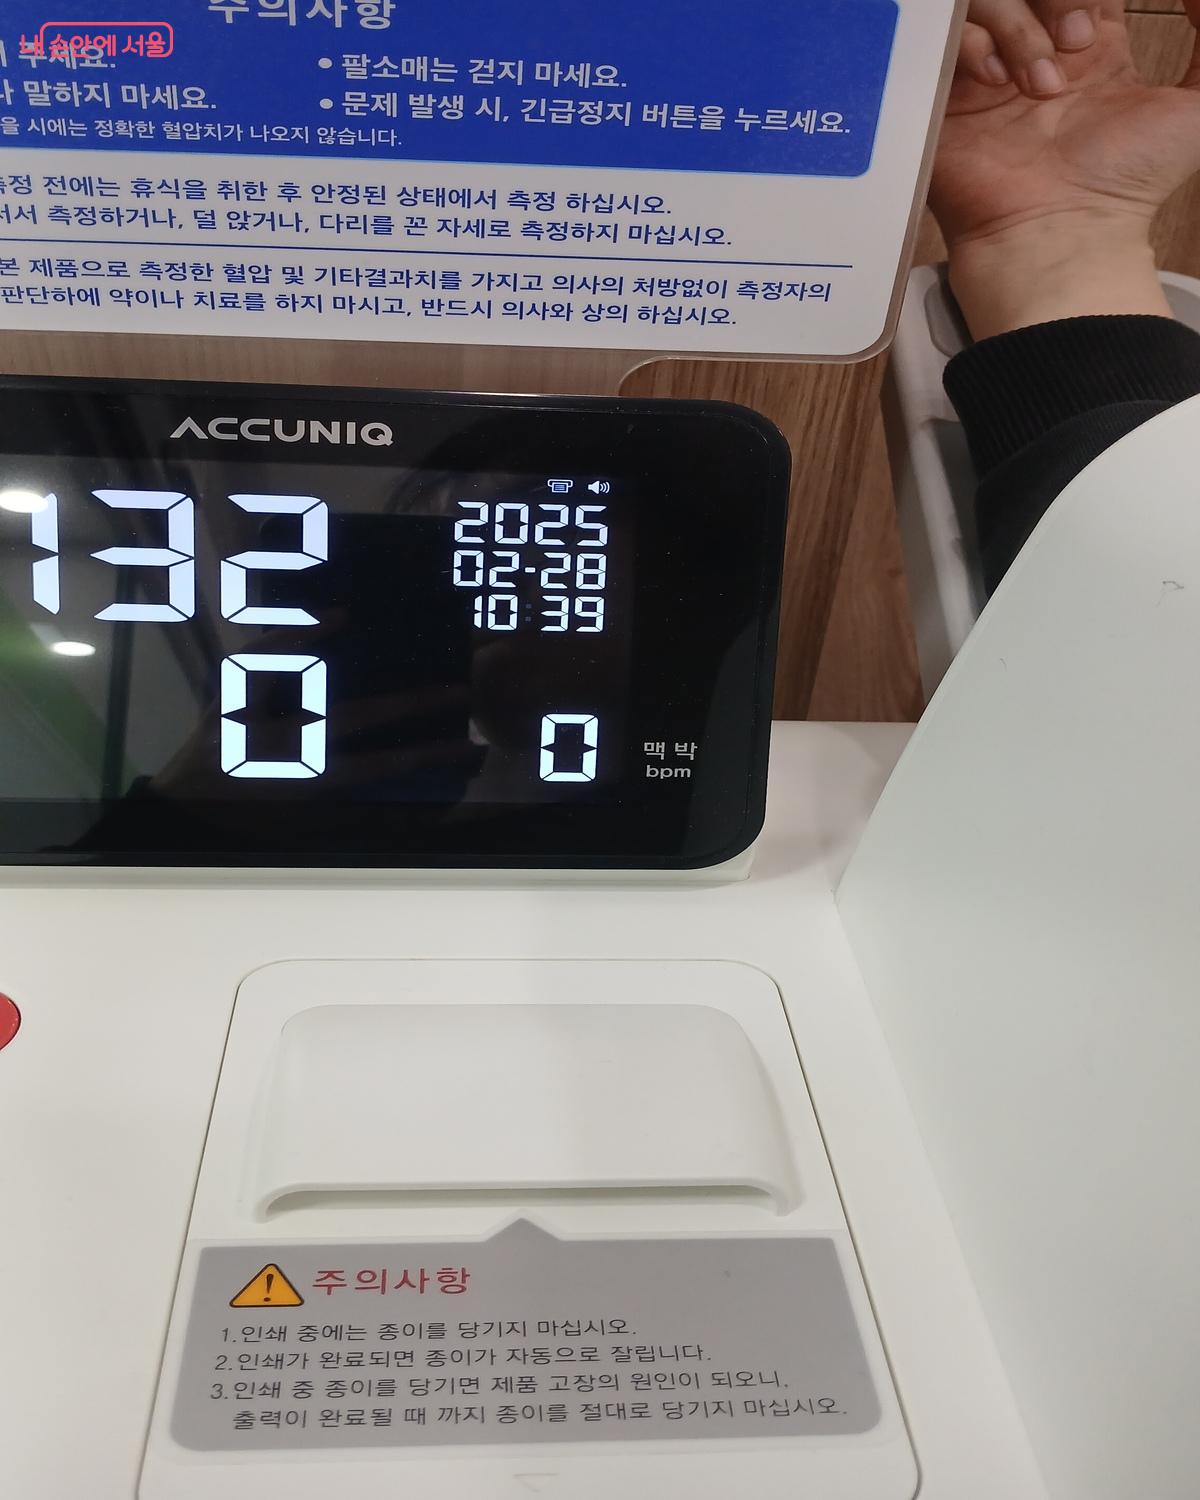 내 손안에 서울
주의사항
주세요.
• 팔소매는 걷지 마세요.
말하지 마세요.
• 문제 발생 시, 긴급정지 버튼을 누르세요.
을 시에는 정확한 혈압치가 나오지 않습니다.
측정 전에는 휴식을 취한 후 안정된 상태에서 측정 하십시오.
서서 측정하거나, 덜 앉거나, 다리를 꼰 자세로 측정하지 마십시오.
본 제품으로 측정한 혈압 및 기타결과치를 가지고 의사의 처방없이 측정자의
판단하에 약이나 치료를 하지 마시고, 반드시 의사와 상의 하십시오.
ACCUNIQ
132
2025
02-28
10:39
0
0
맥박
bpm
주의사항
1.인쇄 중에는 종이를 당기지 마십시오.
2.인쇄가 완료되면 종이가 자동으로 잘립니다.
3.인쇄 중 종이를 당기면 제품 고장의 원인이 되오니,
출력이 완료될 때 까지 종이를 절대로 당기지 마십시오.